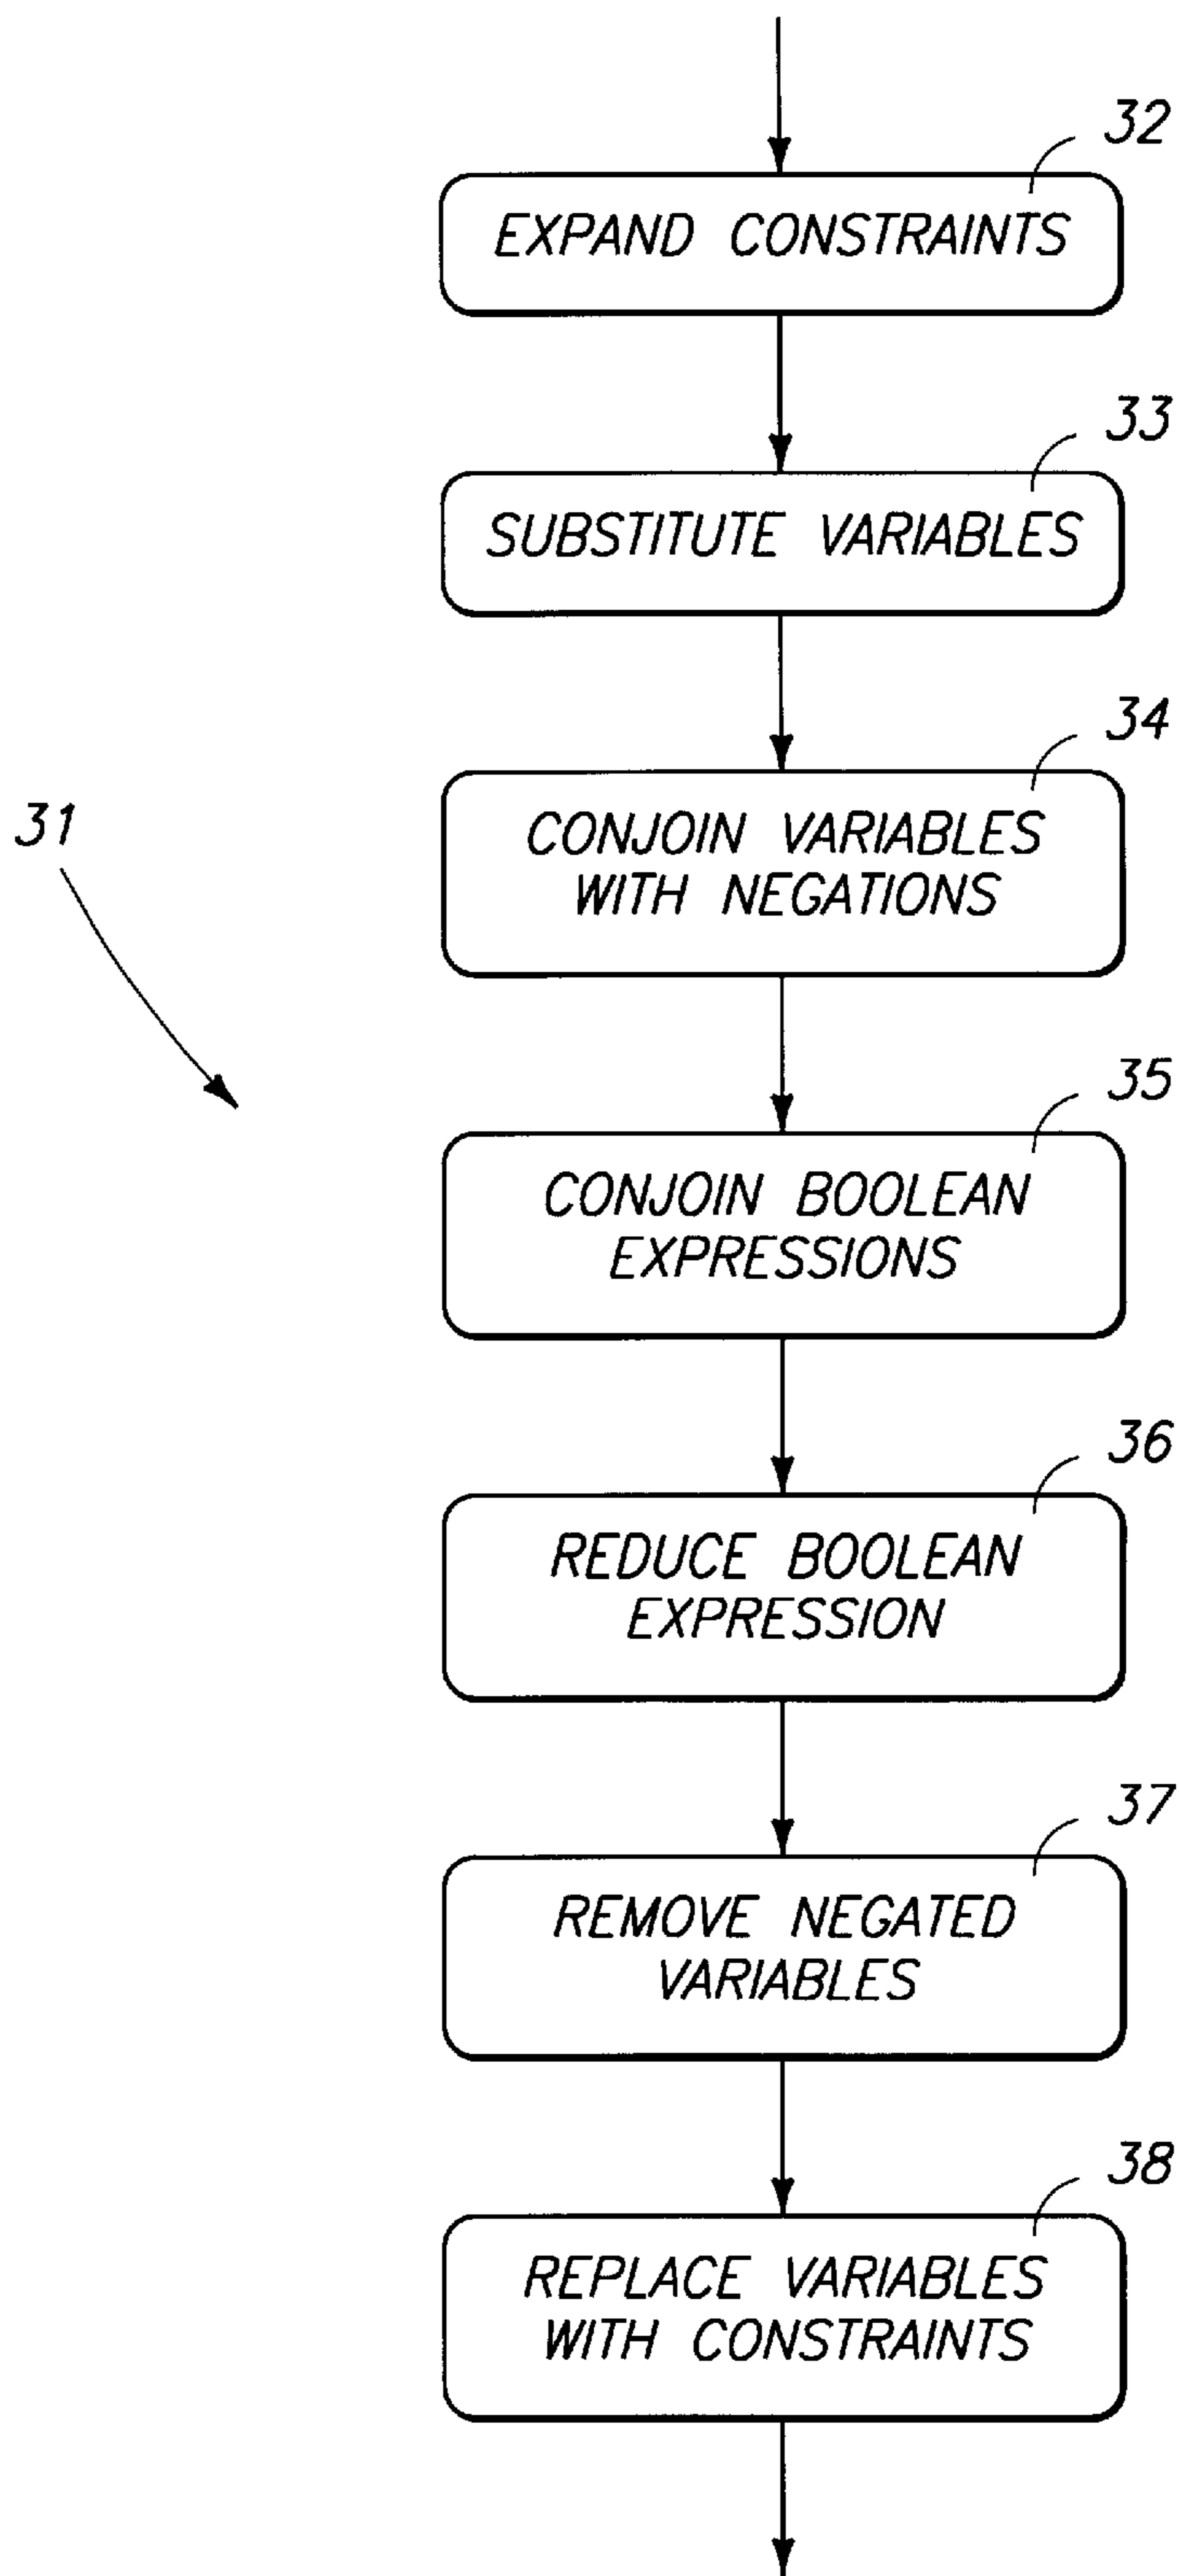 32
EXPAND CONSTRAINTS
33
SUBSTITUTE VARIABLES
34
CONJOIN VARIABLES
WITH NEGATIONS
31
35
CONJOIN BOOLEAN
EXPRESSIONS
36
REDUCE BOOLEAN
EXPRESSION
37
REMOVE NEGATED
VARIABLES
38
REPLACE VARIABLES
WITH CONSTRAINTS